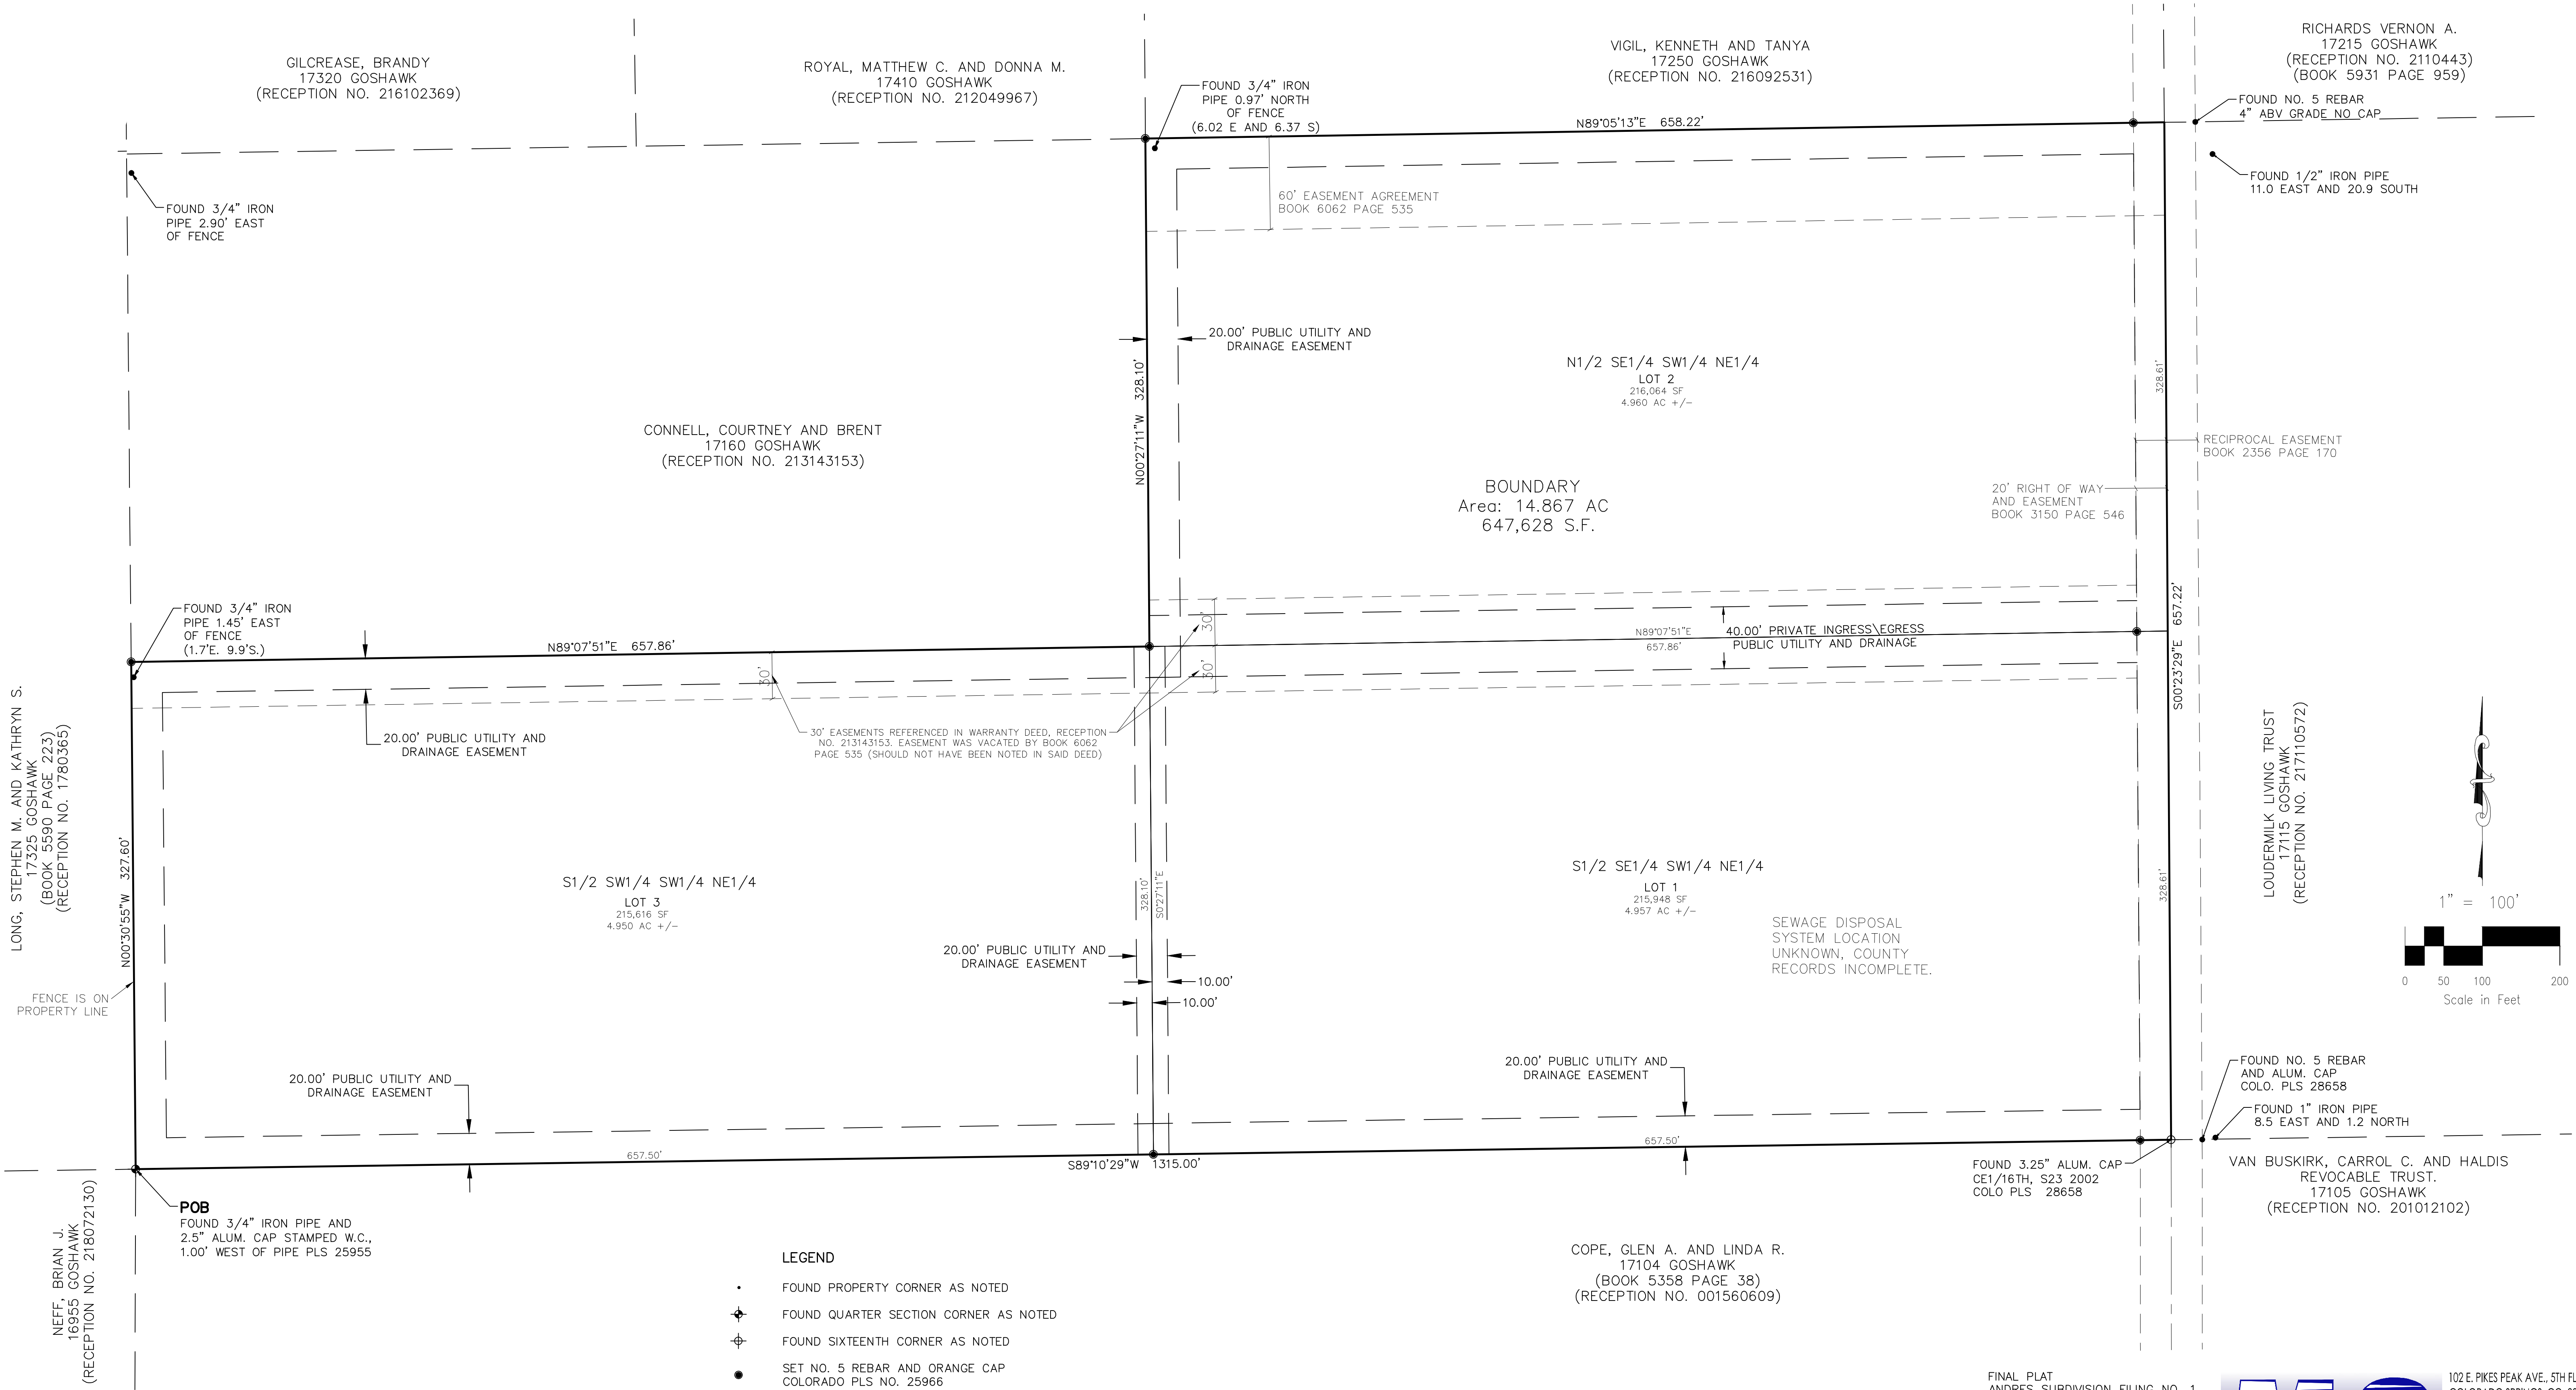 GILCREASE, BRANDY
17320 GOSHAWK
(RECEPTION NO. 216102369)
ROYAL, MATTHEW C. AND DONNA M.
17410 GOSHAWK
(RECEPTION NO. 212049967)
FOUND 3/4" IRON
PIPE 0.97' NORTH
OF FENCE
(6.02 E AND 6.37 S)
VIGIL, KENNETH AND TANYA
17250 GOSHAWK
(RECEPTION NO. 216092531)
N89°05'13"E 658.22'
RICHARDS VERNON A.
17215 GOSHAWK
(RECEPTION NO. 2110443)
(BOOK 5931 PAGE 959)
FOUND NO. 5 REBAR
4" ABV GRADE NO CAP
FOUND 1/2" IRON PIPE
11.0 EAST AND 20.9 SOUTH
FOUND 3/4" IRON
PIPE 2.90' EAST
OF FENCE
60' EASEMENT AGREEMENT
BOOK 6062 PAGE 535
20.00' PUBLIC UTILITY AND
DRAINAGE EASEMENT
N00°27'11"W 328.10'
N1/2 SE1/4 SW1/4 NE1/4
LOT 2
216,064 SF
4.960 AC +/-
328.61'
CONNELL, COURTNEY AND BRENT
17160 GOSHAWK
(RECEPTION NO. 213143153)
BOUNDARY
Area: 14.867 AC
647,628 S.F.
RECIPROCAL EASEMENT
BOOK 2356 PAGE 170
20' RIGHT OF WAY
AND EASEMENT
BOOK 3150 PAGE 546
FOUND 3/4" IRON
PIPE 1.45' EAST
OF FENCE
(1.7'E. 9.9'S.)
N89°07'51"E 657.86'
30'
30'
30'
N89°07'51"E
657.86'
40.00' PRIVATE INGRESS\EGRESS
PUBLIC UTILITY AND DRAINAGE
S00°23'29"E 657.22'
20.00' PUBLIC UTILITY AND
DRAINAGE EASEMENT
30' EASEMENTS REFERENCED IN WARRANTY DEED, RECEPTION
NO. 213143153. EASEMENT WAS VACATED BY BOOK 6062
PAGE 535 (SHOULD NOT HAVE BEEN NOTED IN SAID DEED)
LONG, STEPHEN M. AND KATHRYN S.
17325 GOSHAWK
(BOOK 5590 PAGE 223)
(RECEPTION NO. 1780365)
N00°30'55"W 327.60'
FENCE IS ON
PROPERTY LINE
S1/2 SW1/4 SW1/4 NE1/4
LOT 3
215,616 SF
4.950 AC +/-
328.10'
S0°27'11"E
20.00' PUBLIC UTILITY AND
DRAINAGE EASEMENT
10.00'
10.00'
S1/2 SE1/4 SW1/4 NE1/4
LOT 1
215,948 SF
4.957 AC +/-
SEWAGE DISPOSAL
SYSTEM LOCATION
UNKNOWN, COUNTY
RECORDS INCOMPLETE.
328.61'
LOUDERMILK LIVING TRUST
17115 GOSHAWK
(RECEPTION NO. 217110572)
1" = 100'
0 50 100 200
Scale in Feet
20.00' PUBLIC UTILITY AND
DRAINAGE EASEMENT
20.00' PUBLIC UTILITY AND
DRAINAGE EASEMENT
FOUND NO. 5 REBAR
AND ALUM. CAP
COLO. PLS 28658
FOUND 1" IRON PIPE
8.5 EAST AND 1.2 NORTH
657.50'
S89°10'29"W 1315.00'
657.50'
FOUND 3.25" ALUM. CAP
CE1/16TH, S23 2002
COLO PLS 28658
VAN BUSKIRK, CARROL C. AND HALDIS
REVOCABLE TRUST.
17105 GOSHAWK
(RECEPTION NO. 201012102)
POB
FOUND 3/4" IRON PIPE AND
2.5" ALUM. CAP STAMPED W.C.,
1.00' WEST OF PIPE PLS 25955
NEFF, BRIAN J.
16955 GOSHAWK
(RECEPTION NO. 218072130)
COPE, GLEN A. AND LINDA R.
17104 GOSHAWK
(BOOK 5358 PAGE 38)
(RECEPTION NO. 001560609)
LEGEND
FOUND PROPERTY CORNER AS NOTED
FOUND QUARTER SECTION CORNER AS NOTED
FOUND SIXTEENTH CORNER AS NOTED
SET NO. 5 REBAR AND ORANGE CAP
COLORADO PLS NO. 25966
FINAL PLAT
ANDRES SUBDIVISION FILING NO. 1
102 E. PIKES PEAK AVE., 5TH